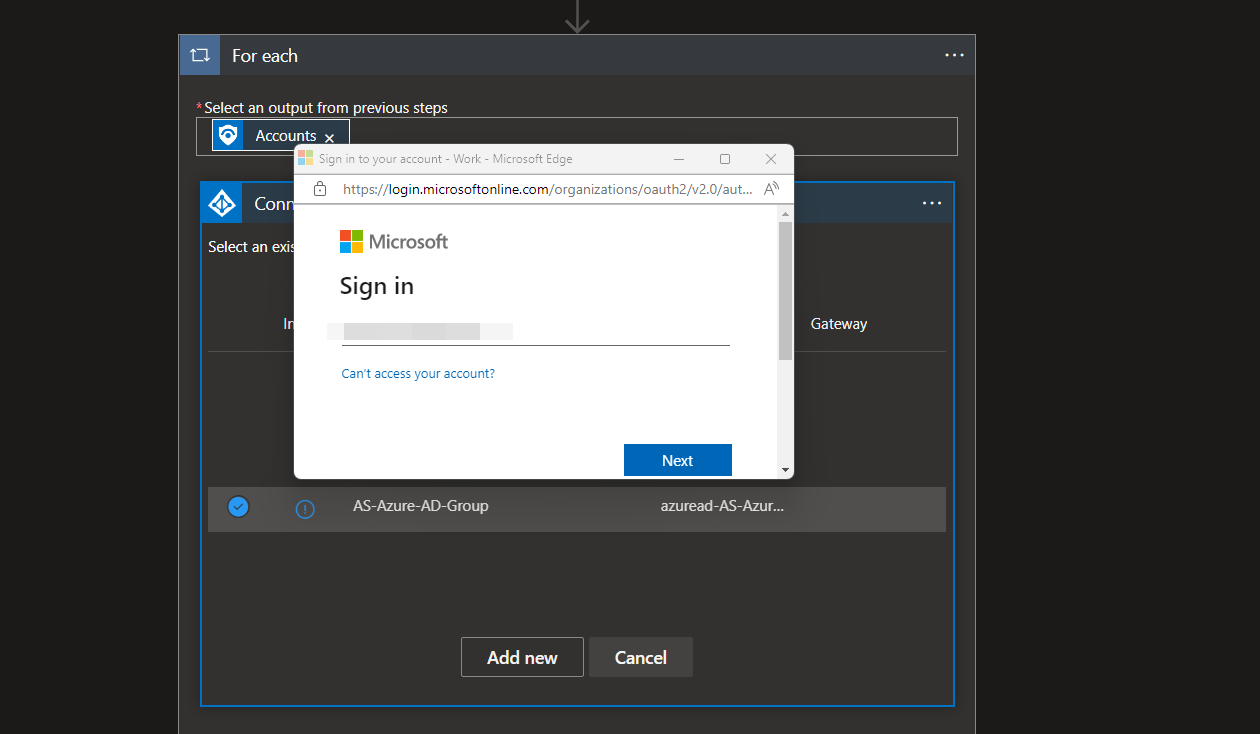 For each
*Select an output from previous steps
Accounts
Sign in to your account - Work - Microsoft Edge
https://login.microsoftonline.com/organizations/oauth2/v2.0/aut...
Conn
Microsoft
Select an exis
Sign in
In
Gateway
Can't access your account?
Next
AS-Azure-AD-Group azuread-AS-Azur...
Add new Cancel